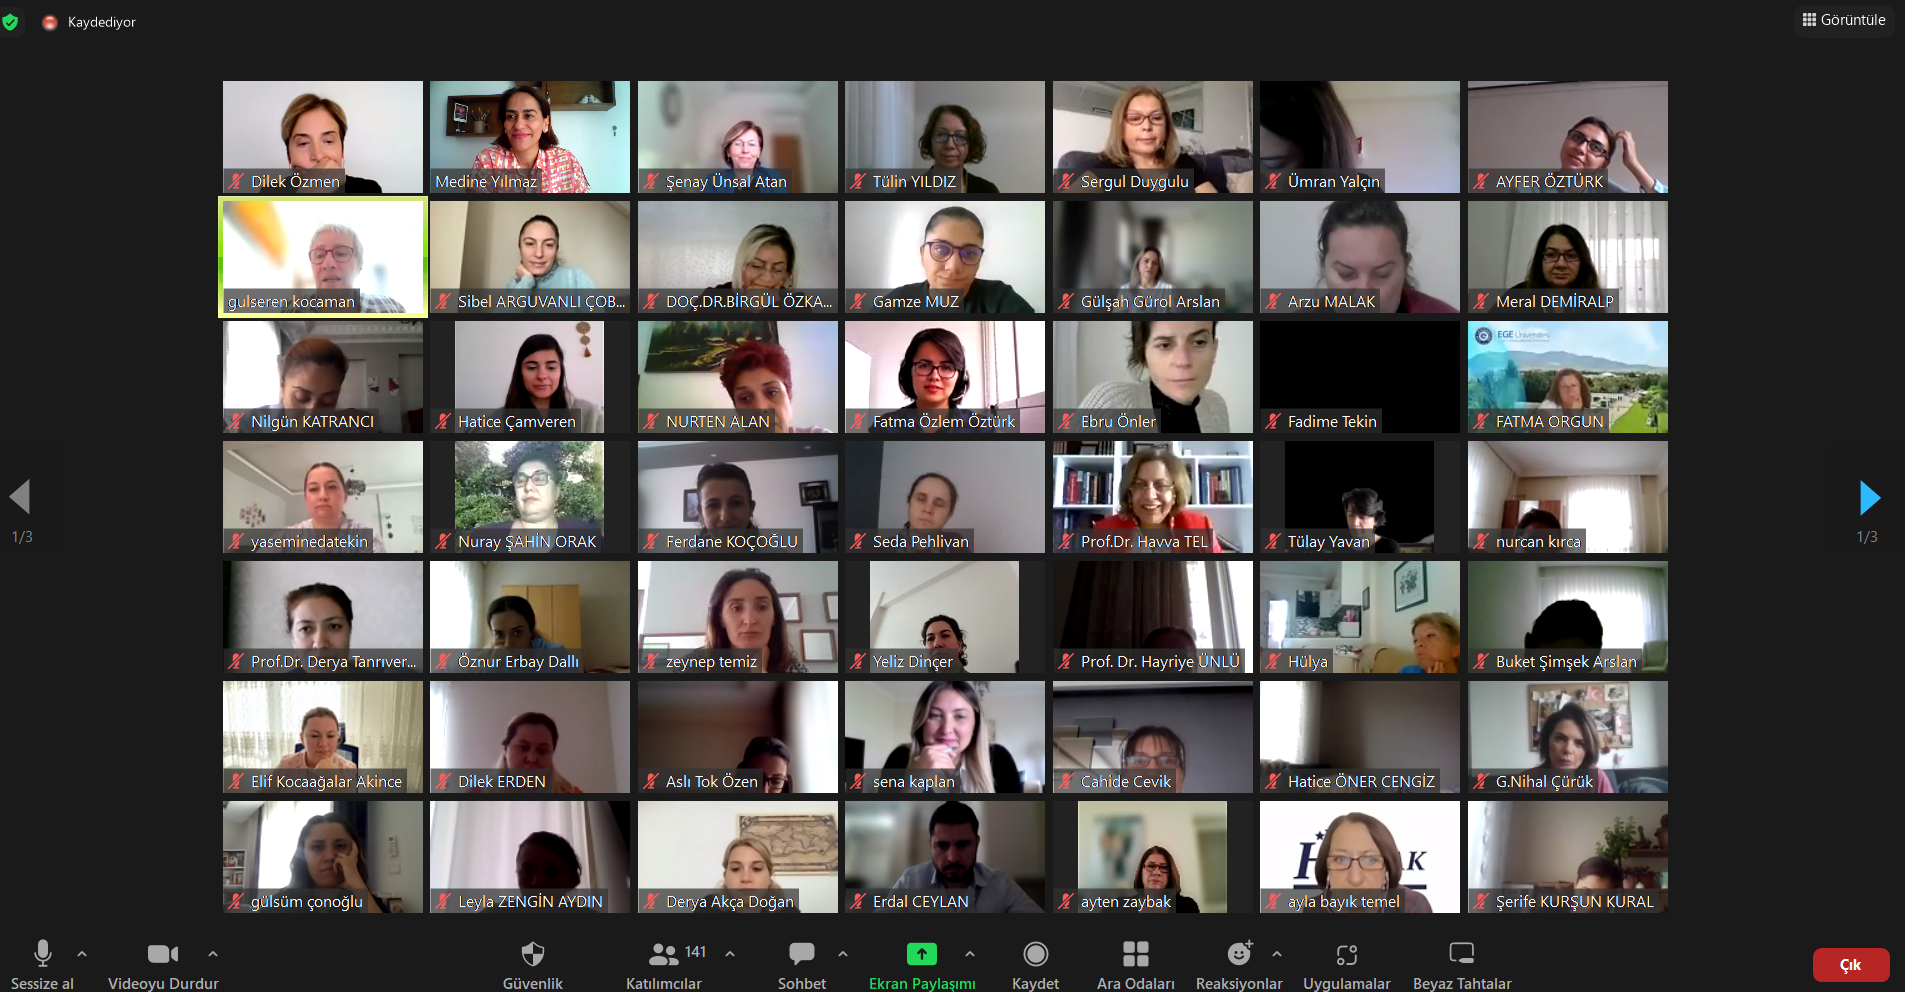 Kaydediyor
Görüntüle
Dilek Özmen
Medine Yılmaz
Şenay Ünsal Atan
Tülin YILDIZ
Sergul Duygulu
Ümran Yalçın
AYFER ÖZTÜRK
gulseren kocaman
Sibel ARGUVANLI ÇOB...
DOÇ.DR.BİRGÜL ÖZKA...
Gamze MUZ
Gülşah Gürol Arslan
Arzu MALAK
Meral DEMİRALP
Nilgün KATRANCI
Hatice Çamveren
NURTEN ALAN
Fatma Özlem Öztürk
Ebru Önler
Fadime Tekin
EGE Üniversitesi
FATMA ORGUN
yaseminedatekin
Nuray ŞAHİN ORAK
Ferdane KOÇOĞLU
Seda Pehlivan
Prof.Dr. Havva TEL
Tülay Yavan
nurcan kırca
1/3
1/3
Prof.Dr. Derya Tanrıver...
Öznur Erbay Dallı
zeynep temiz
Yeliz Dinçer
Prof. Dr. Hayriye ÜNLÜ
Hülya
Buket Şimşek Arslan
Elif Kocaağalar Akince
Dilek ERDEN
Aslı Tok Özen
sena kaplan
Cahide Cevik
Hatice ÖNER CENGİZ
G.Nihal Çürük
gülsüm çonoğlu
Leyla ZENGİN AYDIN
Derya Akça Doğan
Erdal CEYLAN
ayten zaybak
ayla bayık temel
Şerife KURŞUN KURAL
141
Sessize al
Videoyu Durdur
Güvenlik
Katılımcılar
Sohbet
Ekran Paylaşımı
Kaydet
Ara Odaları
Reaksiyonlar
Uygulamalar
Beyaz Tahtalar
Çık